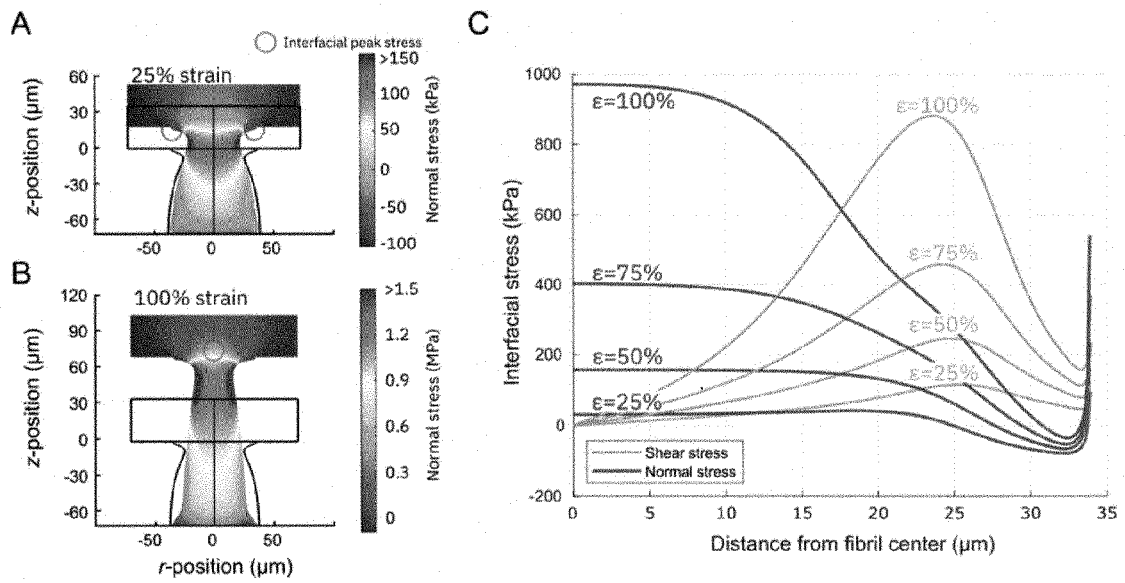 A
Interfacial peak stress
25% strain
60
30
0
-30
-60
z-position (µm)
-50
0
50
>150
100
50
0
-50
-100
Normal stress (kPa)
B
100% strain
120
90
60
30
0
-30
-60
z-position (µm)
-50
0
50
r-position (µm)
>1.5
1.2
0.9
0.6
0.3
0
Normal stress (MPa)
C
1000
800
600
400
200
0
-200
Interfacial stress (kPa)
ε=100%
ε=100%
ε=75%
ε=75%
ε=50%
ε=50%
ε=25%
ε=25%
Shear stress
Normal stress
0
5
10
15
20
25
30
35
Distance from fibril center (µm)